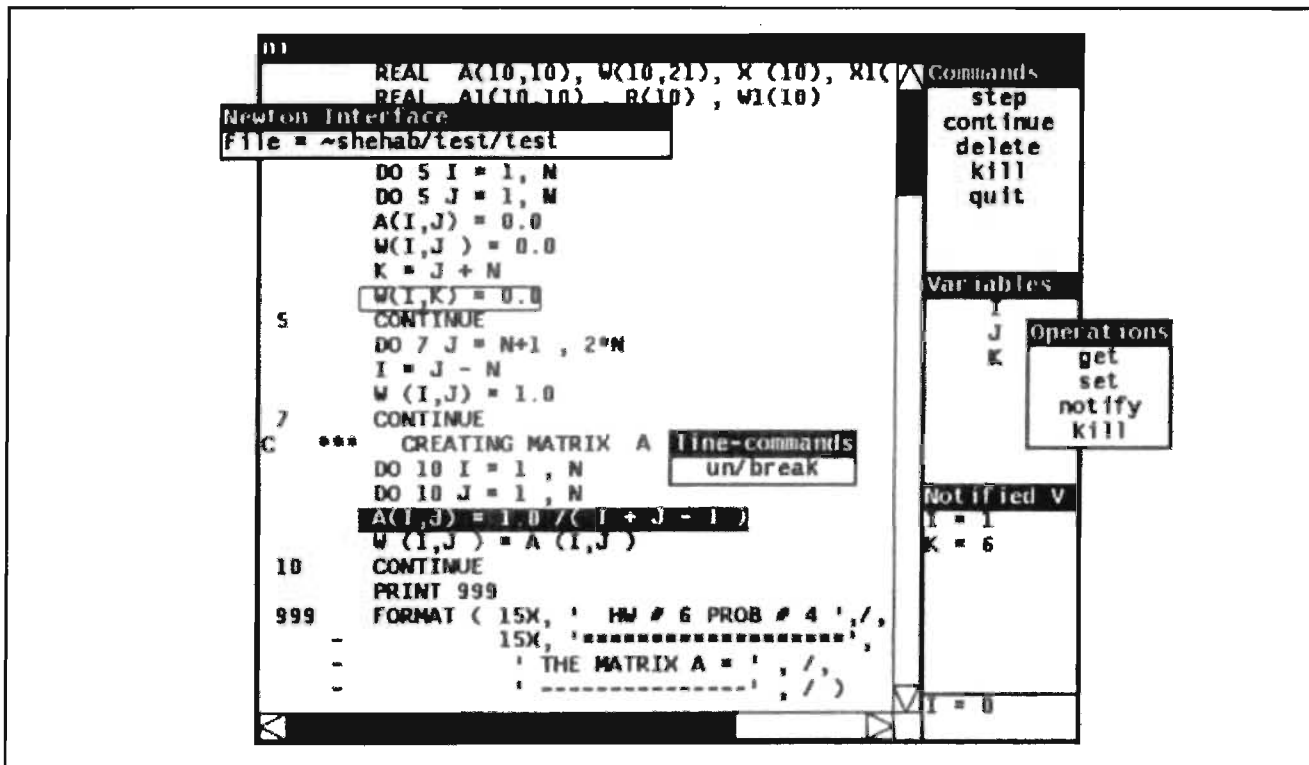 REAL A(10,10), W(10,21), X (10), X1(
REAL A1(10,10) , B(10) , W1(10)
Newton Interface
File = ~shehab/test/test
DO 5 I = 1, N
DO 5 J = 1, M
A(I,J) = 0.0
W(I,J ) = 0.0
K = J + N
W(I,K) = 0.0
5 CONTINUE
DO 7 J = N+1 , 2*N
I = J - N
W (I,J) = 1.0
7 CONTINUE
C *** CREATING MATRIX A
DO 10 I = 1 , N
DO 10 J = 1 , N
A(I,J) = 1.0 /( I + J - 1 )
W (I,J ) = A (I,J )
10 CONTINUE
PRINT 999
999 FORMAT ( 15X, ' HW # 6 PROB # 4 ',/,
- 15X, '********************',
- ' THE MATRIX A = ' , /,
- ' ---------------' , / )
line-commands
un/break
Commands
step
continue
delete
kill
quit
Variables
I
J
K
Operations
get
set
notify
kill
Notified V
I = 1
K = 6
I = 0